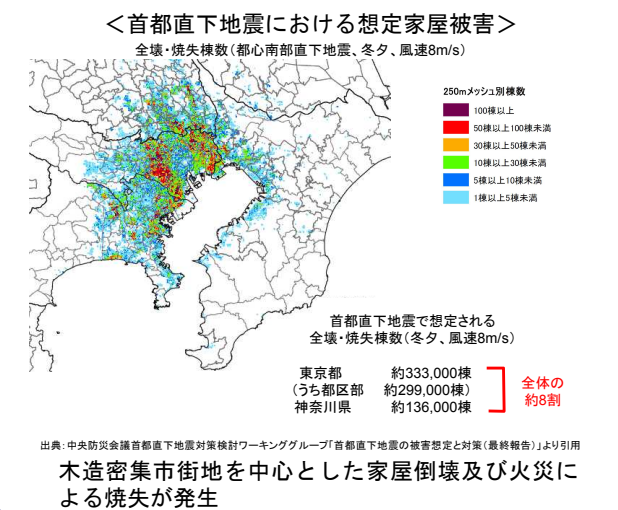 ＜首都直下地震における想定家屋被害＞
全壊・焼失棟数(都心南部直下地震、冬夕、風速8m/s)
250mメッシュ別棟数
100棟以上
50棟以上100棟未満
30棟以上50棟未満
10棟以上30棟未満
5棟以上10棟未満
1棟以上5棟未満
首都直下地震で想定される
全壊・焼失棟数(冬夕、風速8m/s)
東京都 約333,000棟
(うち都区部 約299,000棟)
神奈川県 約136,000棟
全体の
約8割
出典：中央防災会議首都直下地震対策検討ワーキンググループ「首都直下地震の被害想定と対策(最終報告)」より引用
木造密集市街地を中心とした家屋倒壊及び火災に
よる焼失が発生